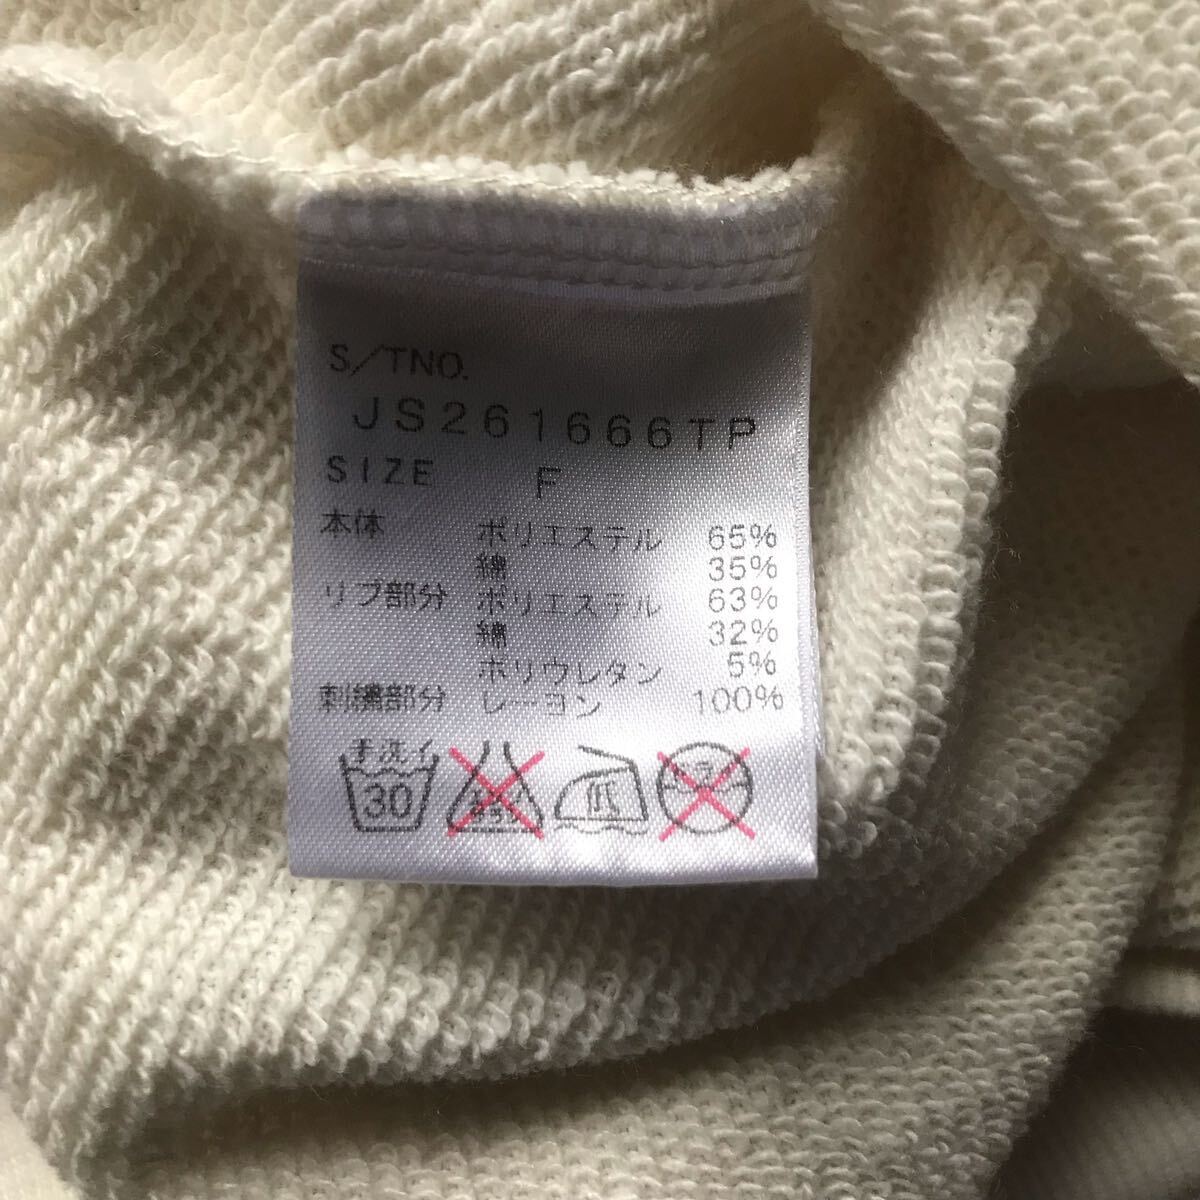 S/TNO.
JS261666TP
SIZE F
本体 ポリエステル 65%
綿 35%
リブ部分 ポリエステル 63%
綿 32%
ポリウレタン 5%
刺繍部分 レーヨン 100%
手洗イ 30 低